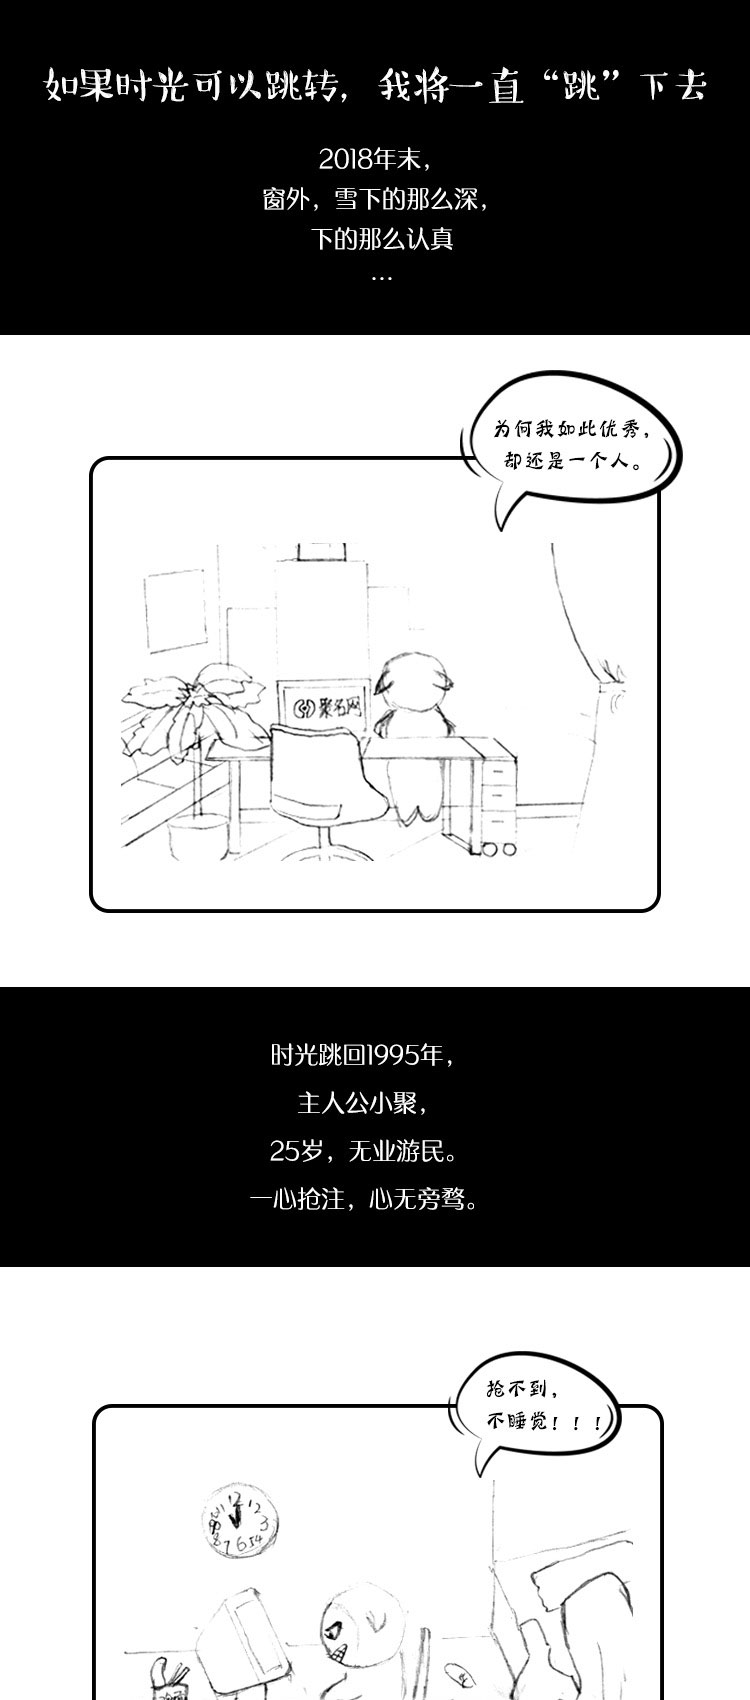 如果时光可以跳转，我将一直“跳”下去
2018年末，
窗外，雪下的那么深，
下的那么认真
…
为何我如此优秀，
却还是一个人。
聚名网
时光跳回1995年，
主人公小聚，
25岁，无业游民。
一心抢注，心无旁骛。
抢不到，
不睡觉！！！